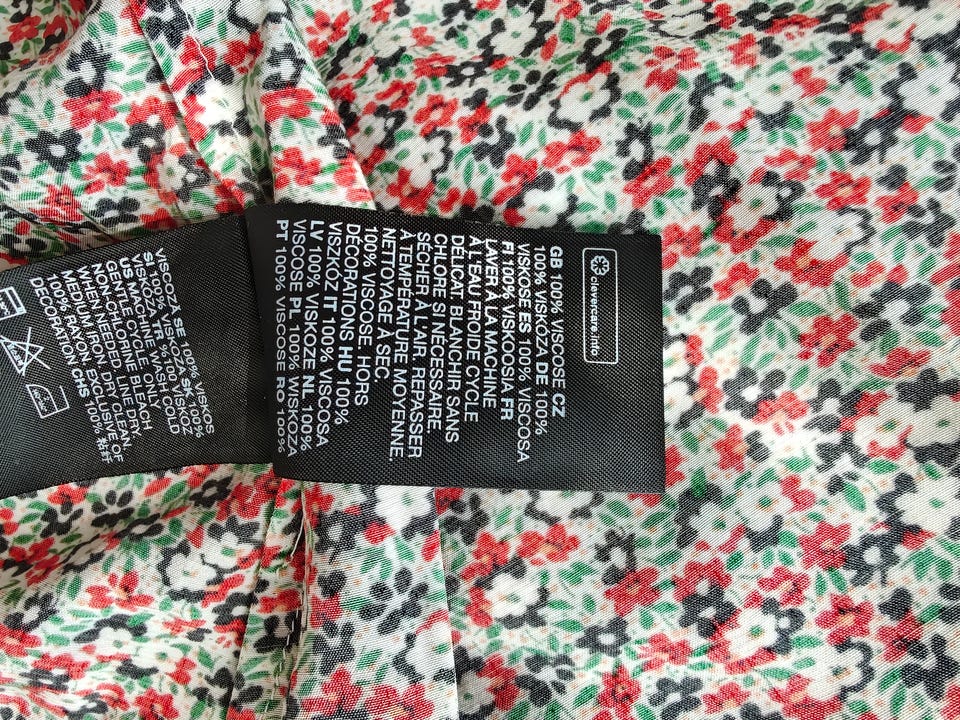 clevercare.info
GB 100% VISCOSE CZ
100% VISKÓZA DE 100%
VISKOSE ES 100% VISCOSA
FI 100% VISKOOSIA FR
LAVER À LA MACHINE
À L'EAU FROIDE CYCLE
DÉLICAT. BLANCHIR SANS
CHLORE SI NÉCESSAIRE.
SÉCHER À L'AIR. REPASSER
À TEMPÉRATURE MOYENNE.
NETTOYAGE À SEC.
100% VISCOSE. HORS
DÉCORATIONS HU 100%
VISZKÓZ IT 100% VISCOSA
LV 100% VISKOZE NL 100%
VISCOSE PL 100% WISKOZA
PT 100% VISCOSE RO 100%
VISCOZĂ SE 100% VISKOS
SI 100% VISKOZA SK 100%
VISKÓZA TR %100 VİSKOZ
US MACHINE WASH COLD
GENTLE CYCLE. ONLY
NON-CHLORINE BLEACH
WHEN NEEDED. LINE DRY.
MEDIUM IRON. DRY CLEAN.
100% RAYON. EXCLUSIVE OF
DECORATION CHS 100% 粘纤